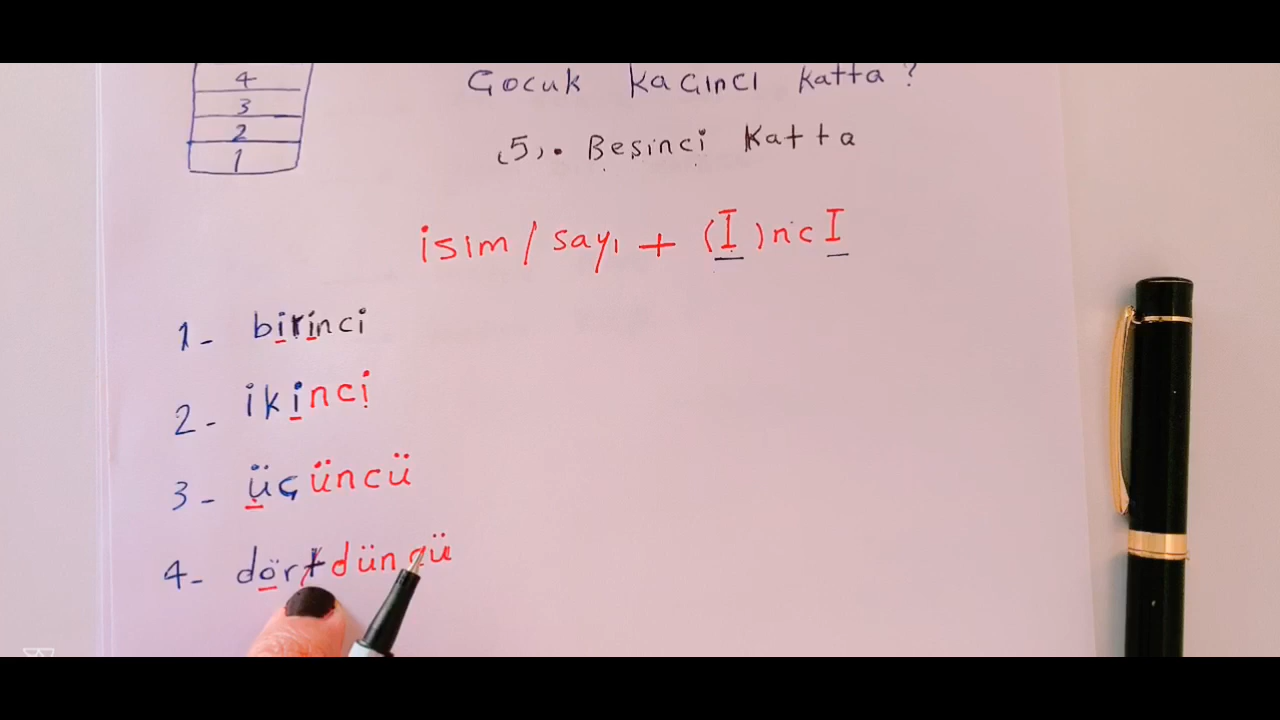 4
3
2
1
Çocuk kaçıncı katta?
(5). Beşinci katta
isim / sayı + (I)ncI
1- birinci
2- ikinci
3- üçüncü
4- dörtdüncü